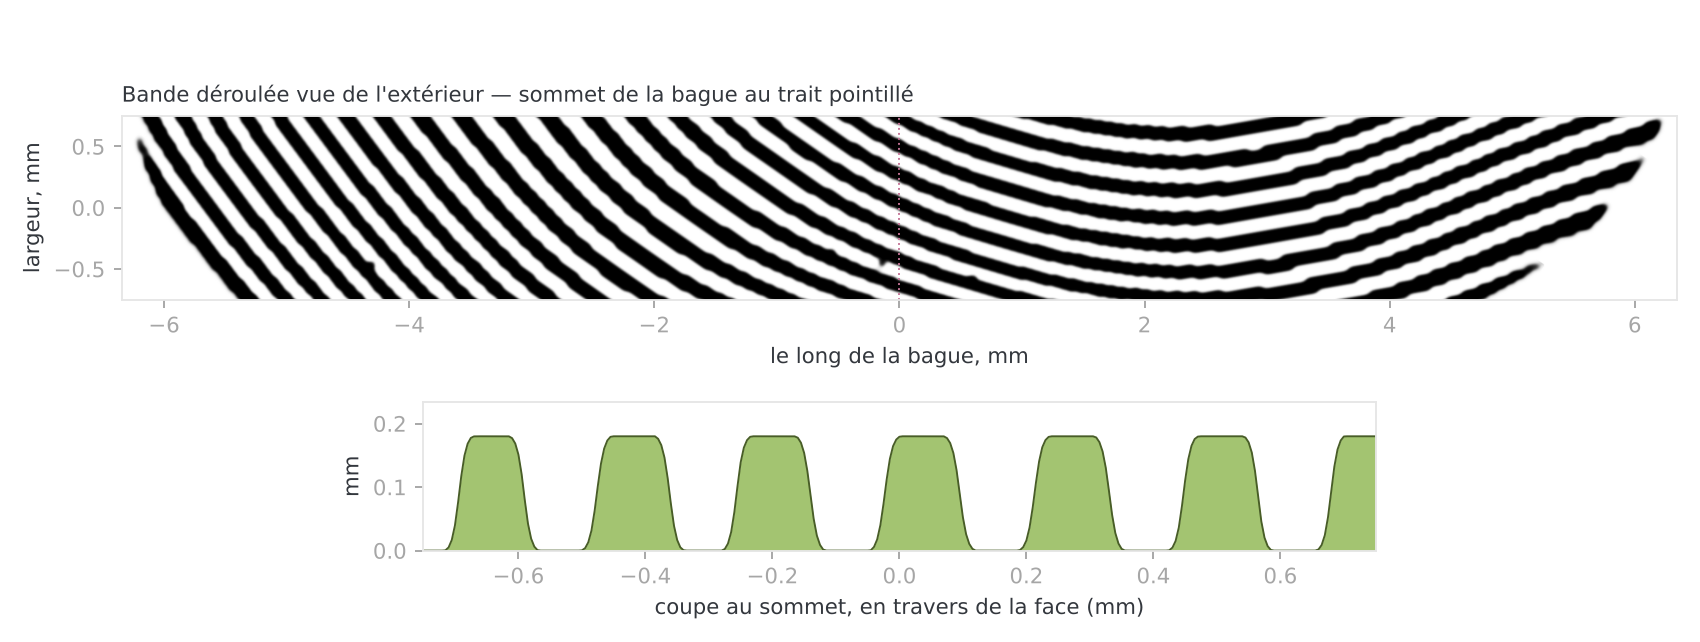 Bande déroulée vue de l'extérieur — sommet de la bague au trait pointillé
largeur, mm
0.5
0.0
−0.5
−6 −4 −2 0 2 4 6
le long de la bague, mm
mm
0.2
0.1
0.0
−0.6 −0.4 −0.2 0.0 0.2 0.4 0.6
coupe au sommet, en travers de la face (mm)